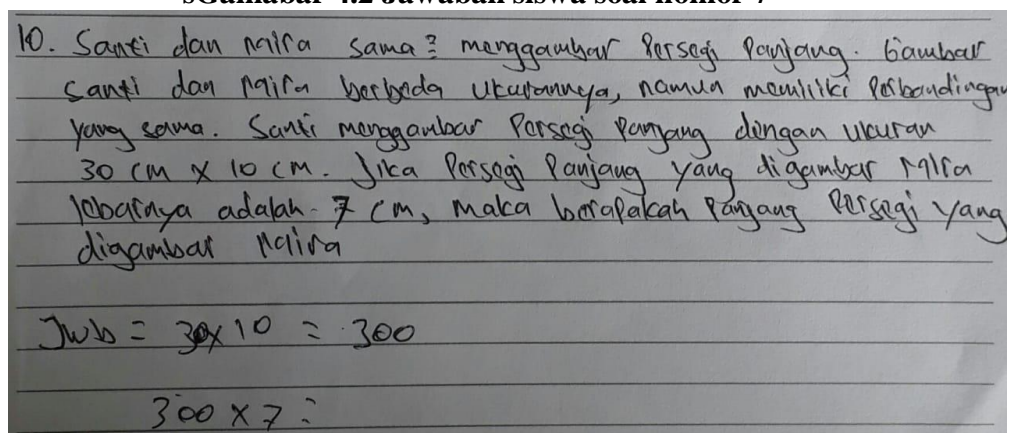 sGamabar 4.2 Jawaban siswa soal nomor 7
10. Santi dan Naira sama² menggambar Persegi Panjang. Gambar
Santi dan Naira berbeda Ukurannya, namun memiliki Perbandingan
yang sama. Santi menggambar Persegi Panjang dengan ukuran
30 cm x 10 cm. Jika Persegi Panjang yang digambar Naira
lebarnya adalah 7 cm, maka berapakah Panjang Persegi yang
digambar Naira
Jwb = 30x10 = 300
300 x 7 =